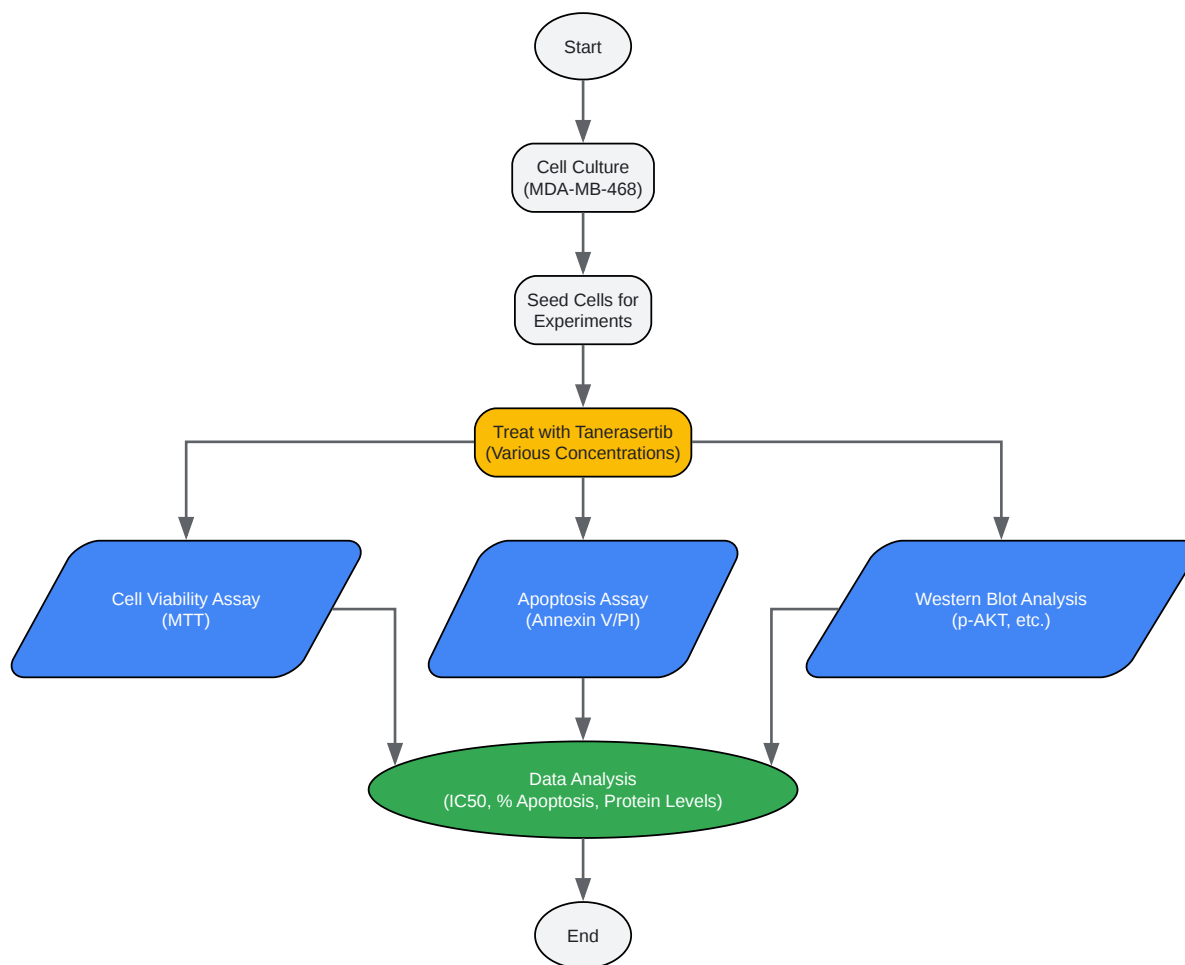 Start
Cell Culture
(MDA-MB-468)
Seed Cells for
Experiments
Treat with Tanerasertib
(Various Concentrations)
Cell Viability Assay
(MTT)
Apoptosis Assay
(Annexin V/PI)
Western Blot Analysis
(p-AKT, etc.)
Data Analysis
(IC50, % Apoptosis, Protein Levels)
End